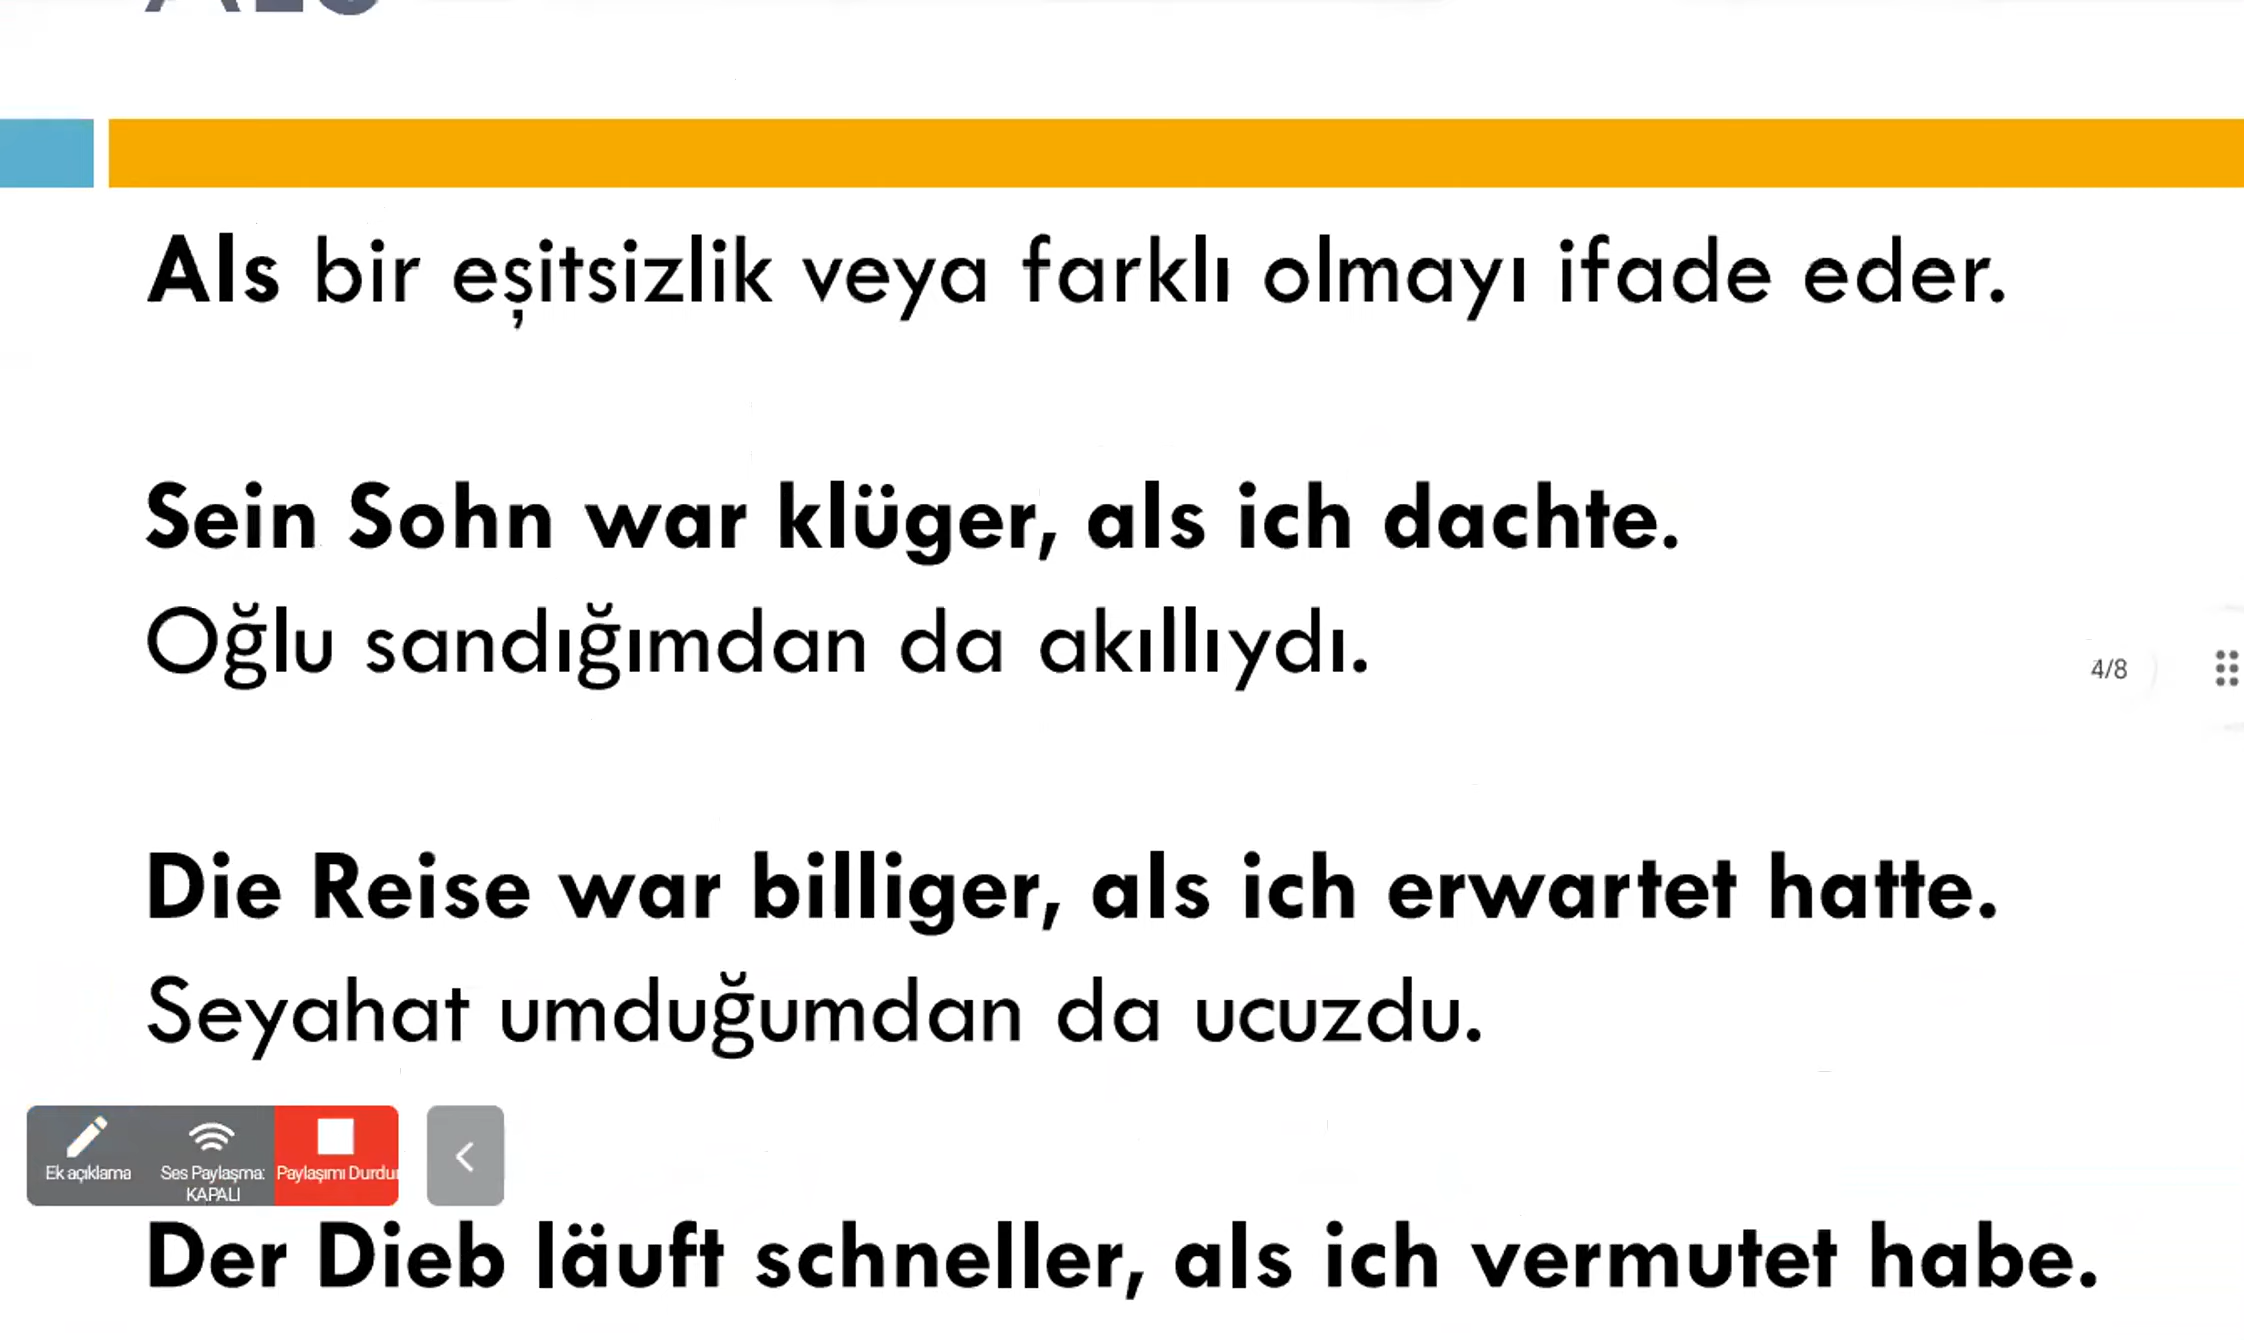 Als bir eşitsizlik veya farklı olmayı ifade eder.
Sein Sohn war klüger, als ich dachte.
Oğlu sandığımdan da akıllıydı.
4/8
Die Reise war billiger, als ich erwartet hatte.
Seyahat umduğumdan da ucuzdu.
Ek açıklama
Ses Paylaşma:
KAPALI
Paylaşımı Durdur
Der Dieb läuft schneller, als ich vermutet habe.